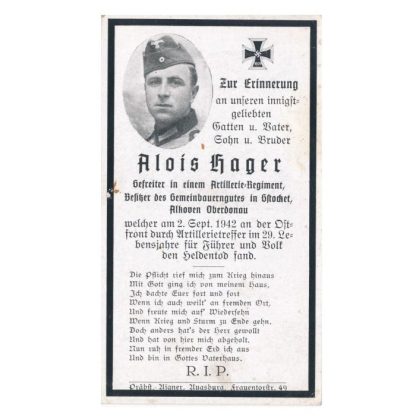 Zur Erinnerung
an unseren innigst-
geliebten
Gatten u. Vater,
Sohn u. Bruder
Alois Hager
Gefreiter in einem Artillerie-Regiment,
Besitzer des Gemeinbauerngutes in Gstocket,
Alkoven Oberdonau
welcher am 2. Sept. 1942 an der Ost-
front durch Artillerietreffer im 29. Le-
bensjahre für Führer und Volk
den Heldentod fand.
Die Pflicht rief mich zum Krieg hinaus
Mit Gott ging ich von meinem Haus,
Ich dachte Euer fort und fort
Wenn ich auch weilt' an fremden Ort,
Und freute mich auf Wiedersehn
Wenn Krieg und Sturm zu Ende gehn.
Doch anders hat's der Herr gewollt
Und hat von hier mich abgeholt.
Nun ruh in fremder Erd ich aus
Und bin in Gottes Vaterhaus.
R. I. P.
Präbst.-Aigner, Augsburg, Frauentorstr. 49